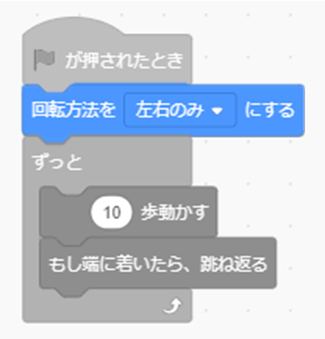 が押されたとき
回転方法を 左右のみ にする
ずっと
10 歩動かす
もし端に着いたら、跳ね返る